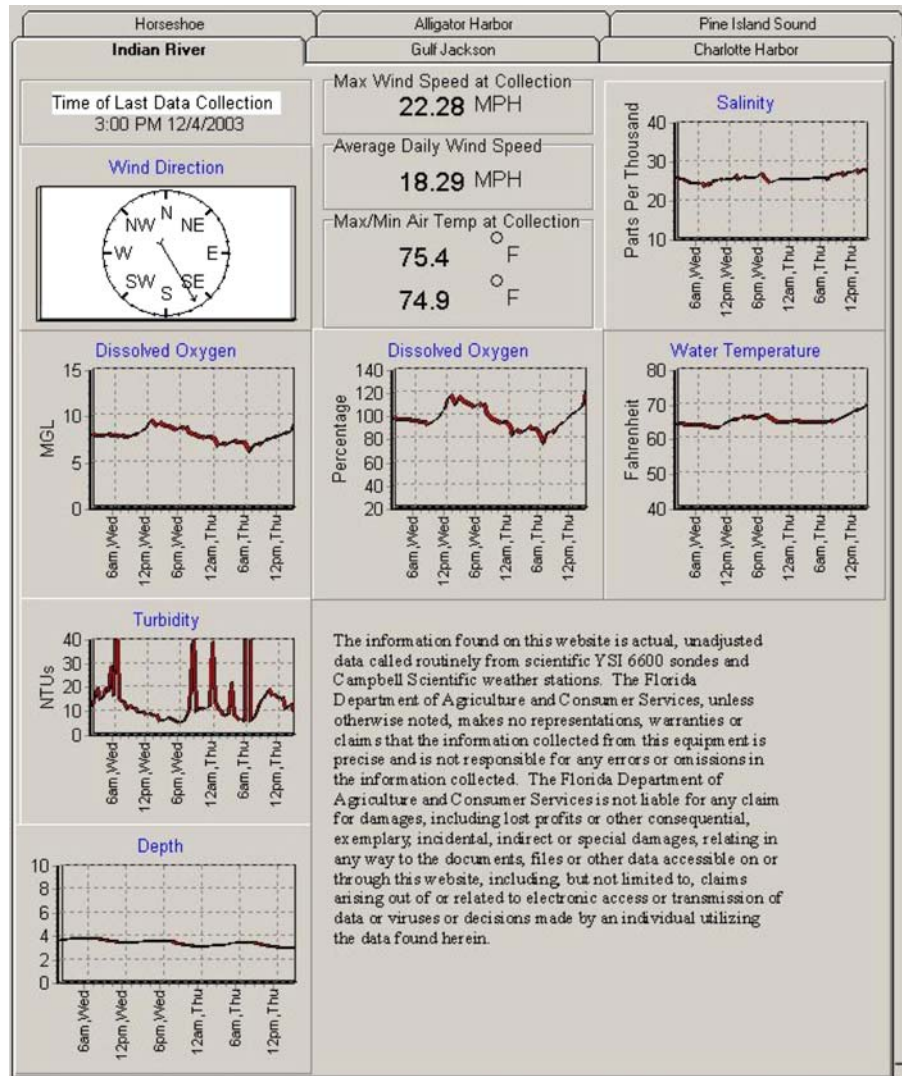 Horseshoe
Alligator Harbor
Pine Island Sound
Indian River
Gulf Jackson
Charlotte Harbor
Time of Last Data Collection
3:00 PM 12/4/2003
Wind Direction
N
NE
E
SE
S
SW
W
NW
Max Wind Speed at Collection
22.28 MPH
Average Daily Wind Speed
18.29 MPH
Max/Min Air Temp at Collection
75.4 °F
74.9 °F
Salinity
Parts Per Thousand
40
30
20
10
6am,Wed
12pm,Wed
6pm,Wed
12am,Thu
6am,Thu
12pm,Thu
Dissolved Oxygen
MGL
15
10
5
0
6am,Wed
12pm,Wed
6pm,Wed
12am,Thu
6am,Thu
12pm,Thu
Dissolved Oxygen
Percentage
140
120
100
80
60
40
20
6am,Wed
12pm,Wed
6pm,Wed
12am,Thu
6am,Thu
12pm,Thu
Water Temperature
Fahrenheit
80
70
60
50
40
6am,Wed
12pm,Wed
6pm,Wed
12am,Thu
6am,Thu
12pm,Thu
Turbidity
NTUs
40
30
20
10
0
6am,Wed
12pm,Wed
6pm,Wed
12am,Thu
6am,Thu
12pm,Thu
The information found on this website is actual, unadjusted
data called routinely from scientific YSI 6600 sondes and
Campbell Scientific weather stations. The Florida
Department of Agriculture and Consumer Services, unless
otherwise noted, makes no representations, warranties or
claims that the information collected from this equipment is
precise and is not responsible for any errors or omissions in
the information collected. The Florida Department of
Agriculture and Consumer Services is not liable for any claim
for damages, including lost profits or other consequential,
exemplary, incidental, indirect or special damages, relating in
any way to the documents, files or other data accessible on or
through this website, including, but not limited to, claims
arising out of or related to electronic access or transmission of
data or viruses or decisions made by an individual utilizing
the data found herein.
Depth
10
8
6
4
2
0
6am,Wed
12pm,Wed
6pm,Wed
12am,Thu
6am,Thu
12pm,Thu